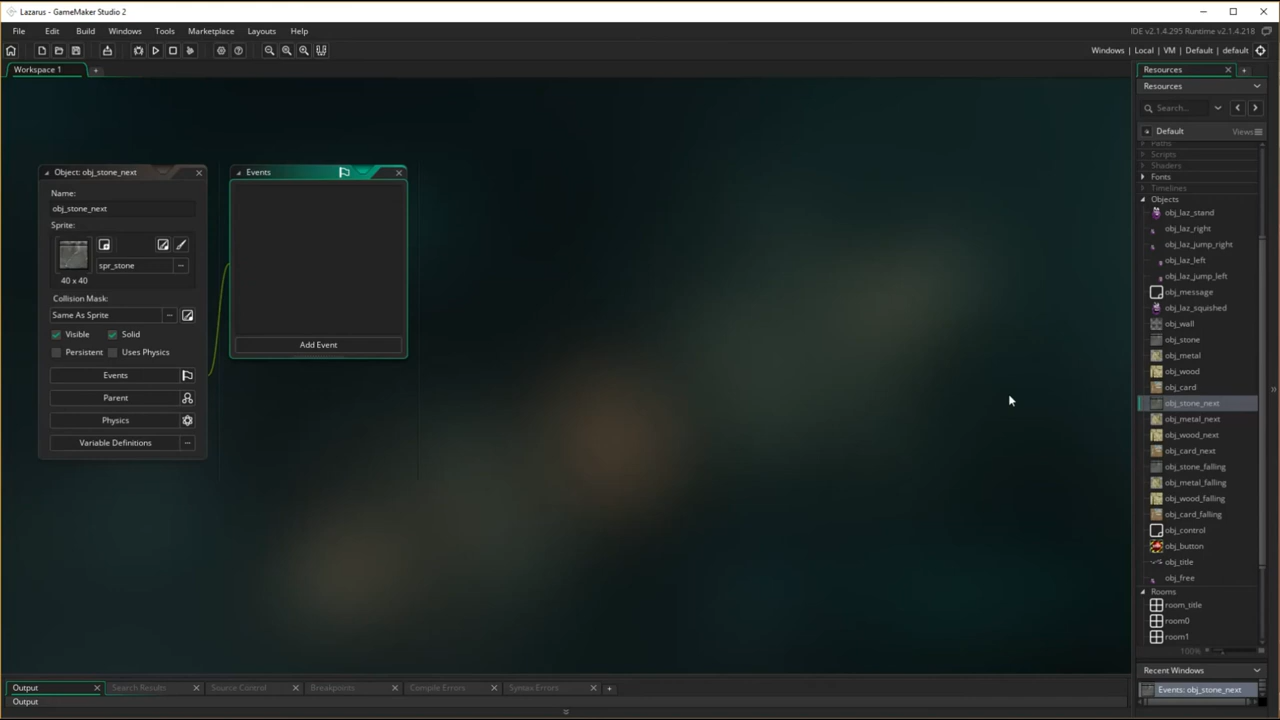 Lazarus - GameMaker Studio 2
File Edit Build Windows Tools Marketplace Layouts Help
IDE v2.1.4.295 Runtime v2.1.4.218
Windows | Local | VM | Default | default
Workspace 1
Resources
Resources
Search...
Default Views
Paths
Scripts
Shaders
Fonts
Timelines
Objects
obj_laz_stand
obj_laz_right
obj_laz_jump_right
obj_laz_left
obj_laz_jump_left
obj_message
obj_laz_squished
obj_wall
obj_stone
obj_metal
obj_wood
obj_card
obj_stone_next
obj_metal_next
obj_wood_next
obj_card_next
obj_stone_falling
obj_metal_falling
obj_wood_falling
obj_card_falling
obj_control
obj_button
obj_title
obj_free
Rooms
room_title
room0
room1
100%
Recent Windows
Events: obj_stone_next
Object: obj_stone_next
Name:
obj_stone_next
Sprite:
spr_stone
40 x 40
Collision Mask:
Same As Sprite
Visible Solid
Persistent Uses Physics
Events
Parent
Physics
Variable Definitions
Events
Add Event
Output Search Results Source Control Breakpoints Compile Errors Syntax Errors
Output